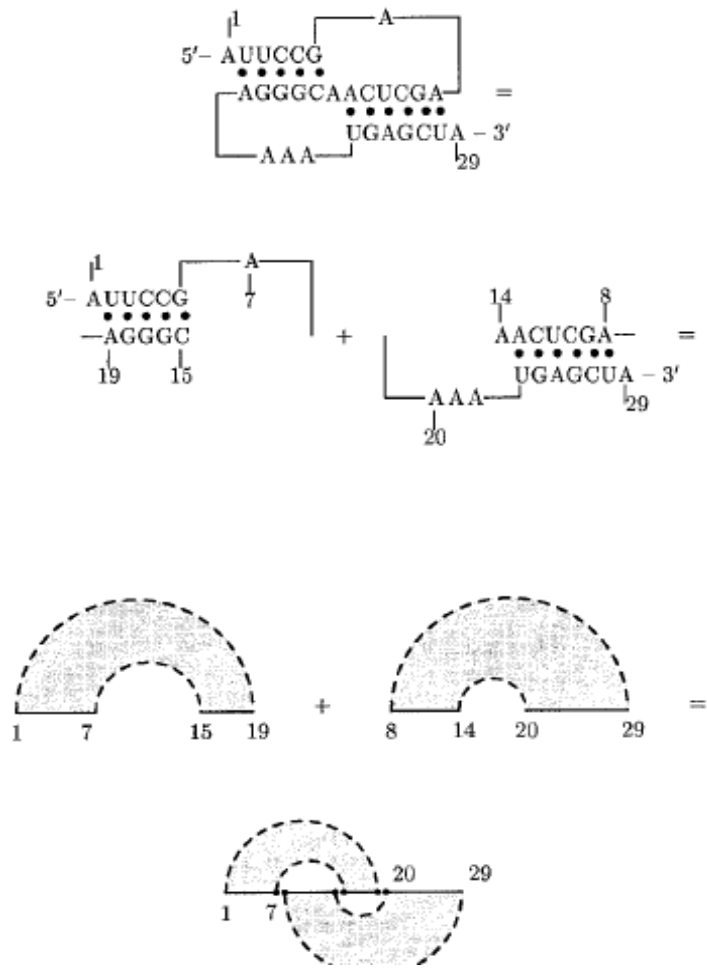 1
A
5′– AUUCCG
AGGGCAACUCGA =
UGAGCUA – 3′
AAA
29
1
A
5′– AUUCCG
7
14 8
AGGGC + AACUCGA =
19 15
UGAGCUA – 3′
AAA
29
20
+ =
1 7 15 19 8 14 20 29
20 29
1 7